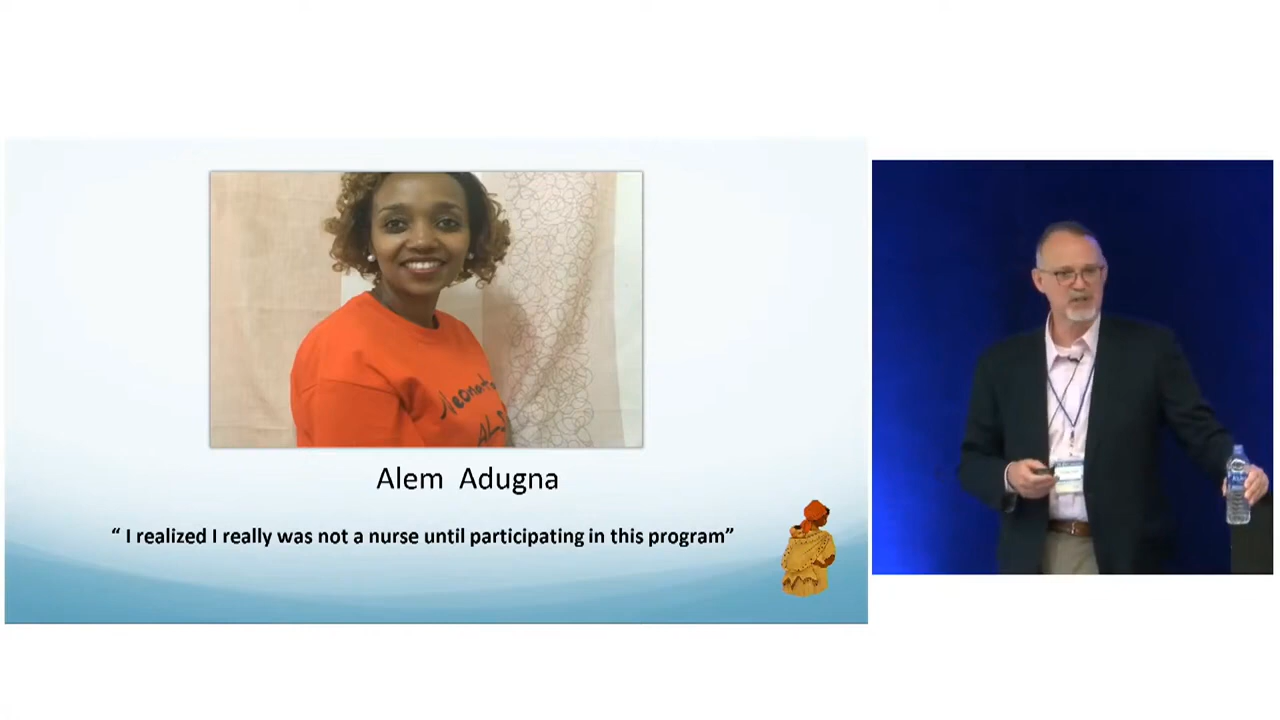 Alem Adugna
“ I realized I really was not a nurse until participating in this program”